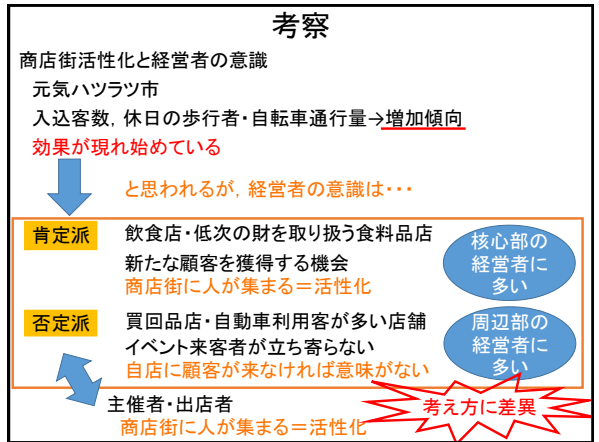 考察
商店街活性化と経営者の意識
元気ハツラツ市
入込客数，休日の歩行者・自転車通行量→増加傾向
効果が現れ始めている
と思われるが，経営者の意識は・・・
肯定派
飲食店・低次の財を取り扱う食料品店
新たな顧客を獲得する機会
商店街に人が集まる＝活性化
核心部の
経営者に
多い
否定派
買回品店・自動車利用客が多い店舗
イベント来客者が立ち寄らない
自店に顧客が来なければ意味がない
周辺部の
経営者に
多い
主催者・出店者
商店街に人が集まる＝活性化
考え方に差異